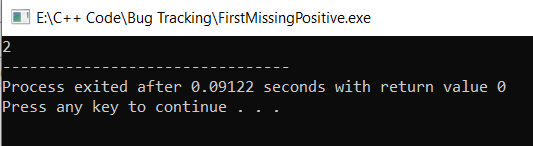 E:\C++ Code\Bug Tracking\FirstMissingPositive.exe
2
--------------------------------
Process exited after 0.09122 seconds with return value 0
Press any key to continue . . .